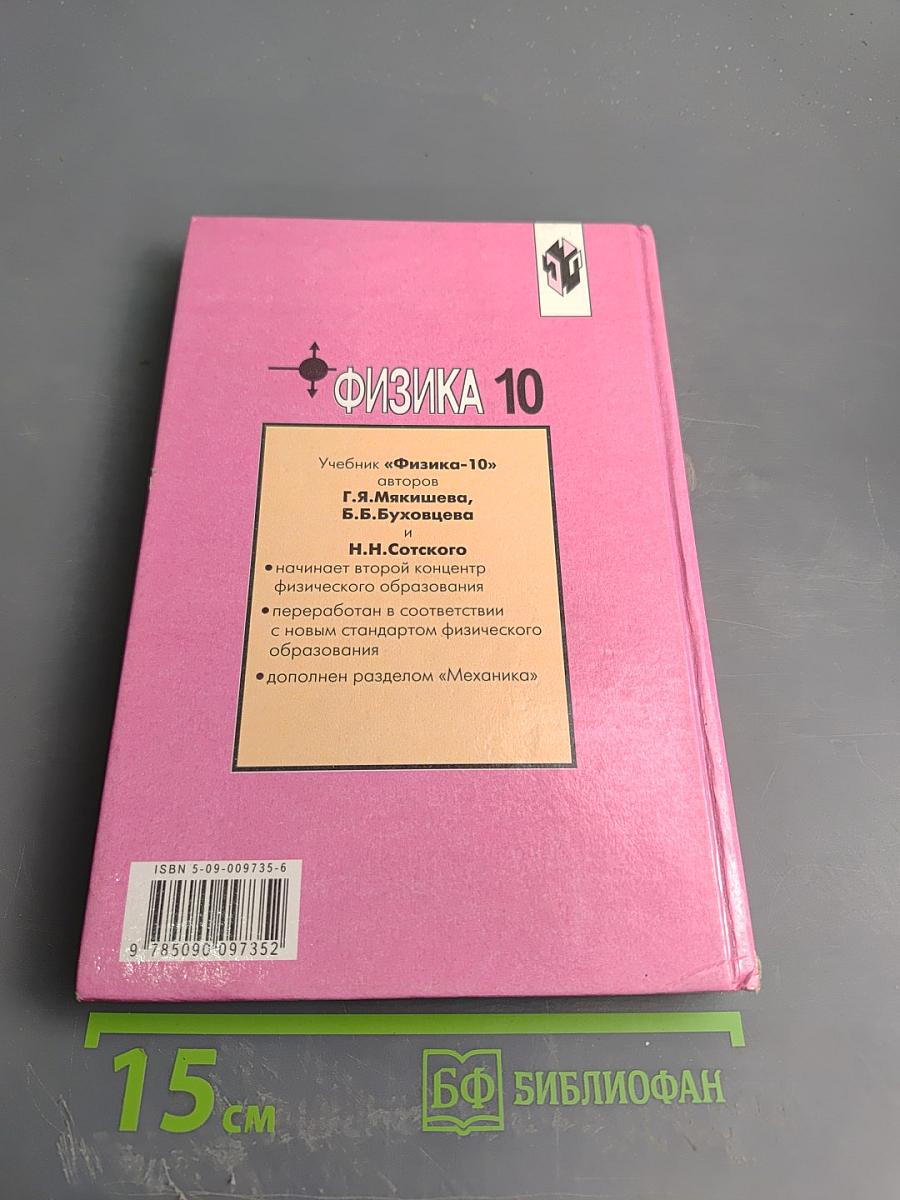 ФИЗИКА 10
Учебник «Физика-10»
авторов
Г.Я.Мякишева,
Б.Б.Буховцева
и
Н.Н.Сотского
•начинает второй концентр
физического образования
•переработан в соответствии
с новым стандартом физического
образования
•дополнен разделом «Механика»
ISBN 5-09-009735-6
9 785090 097352
15 см
БФ БИБЛИОФАН